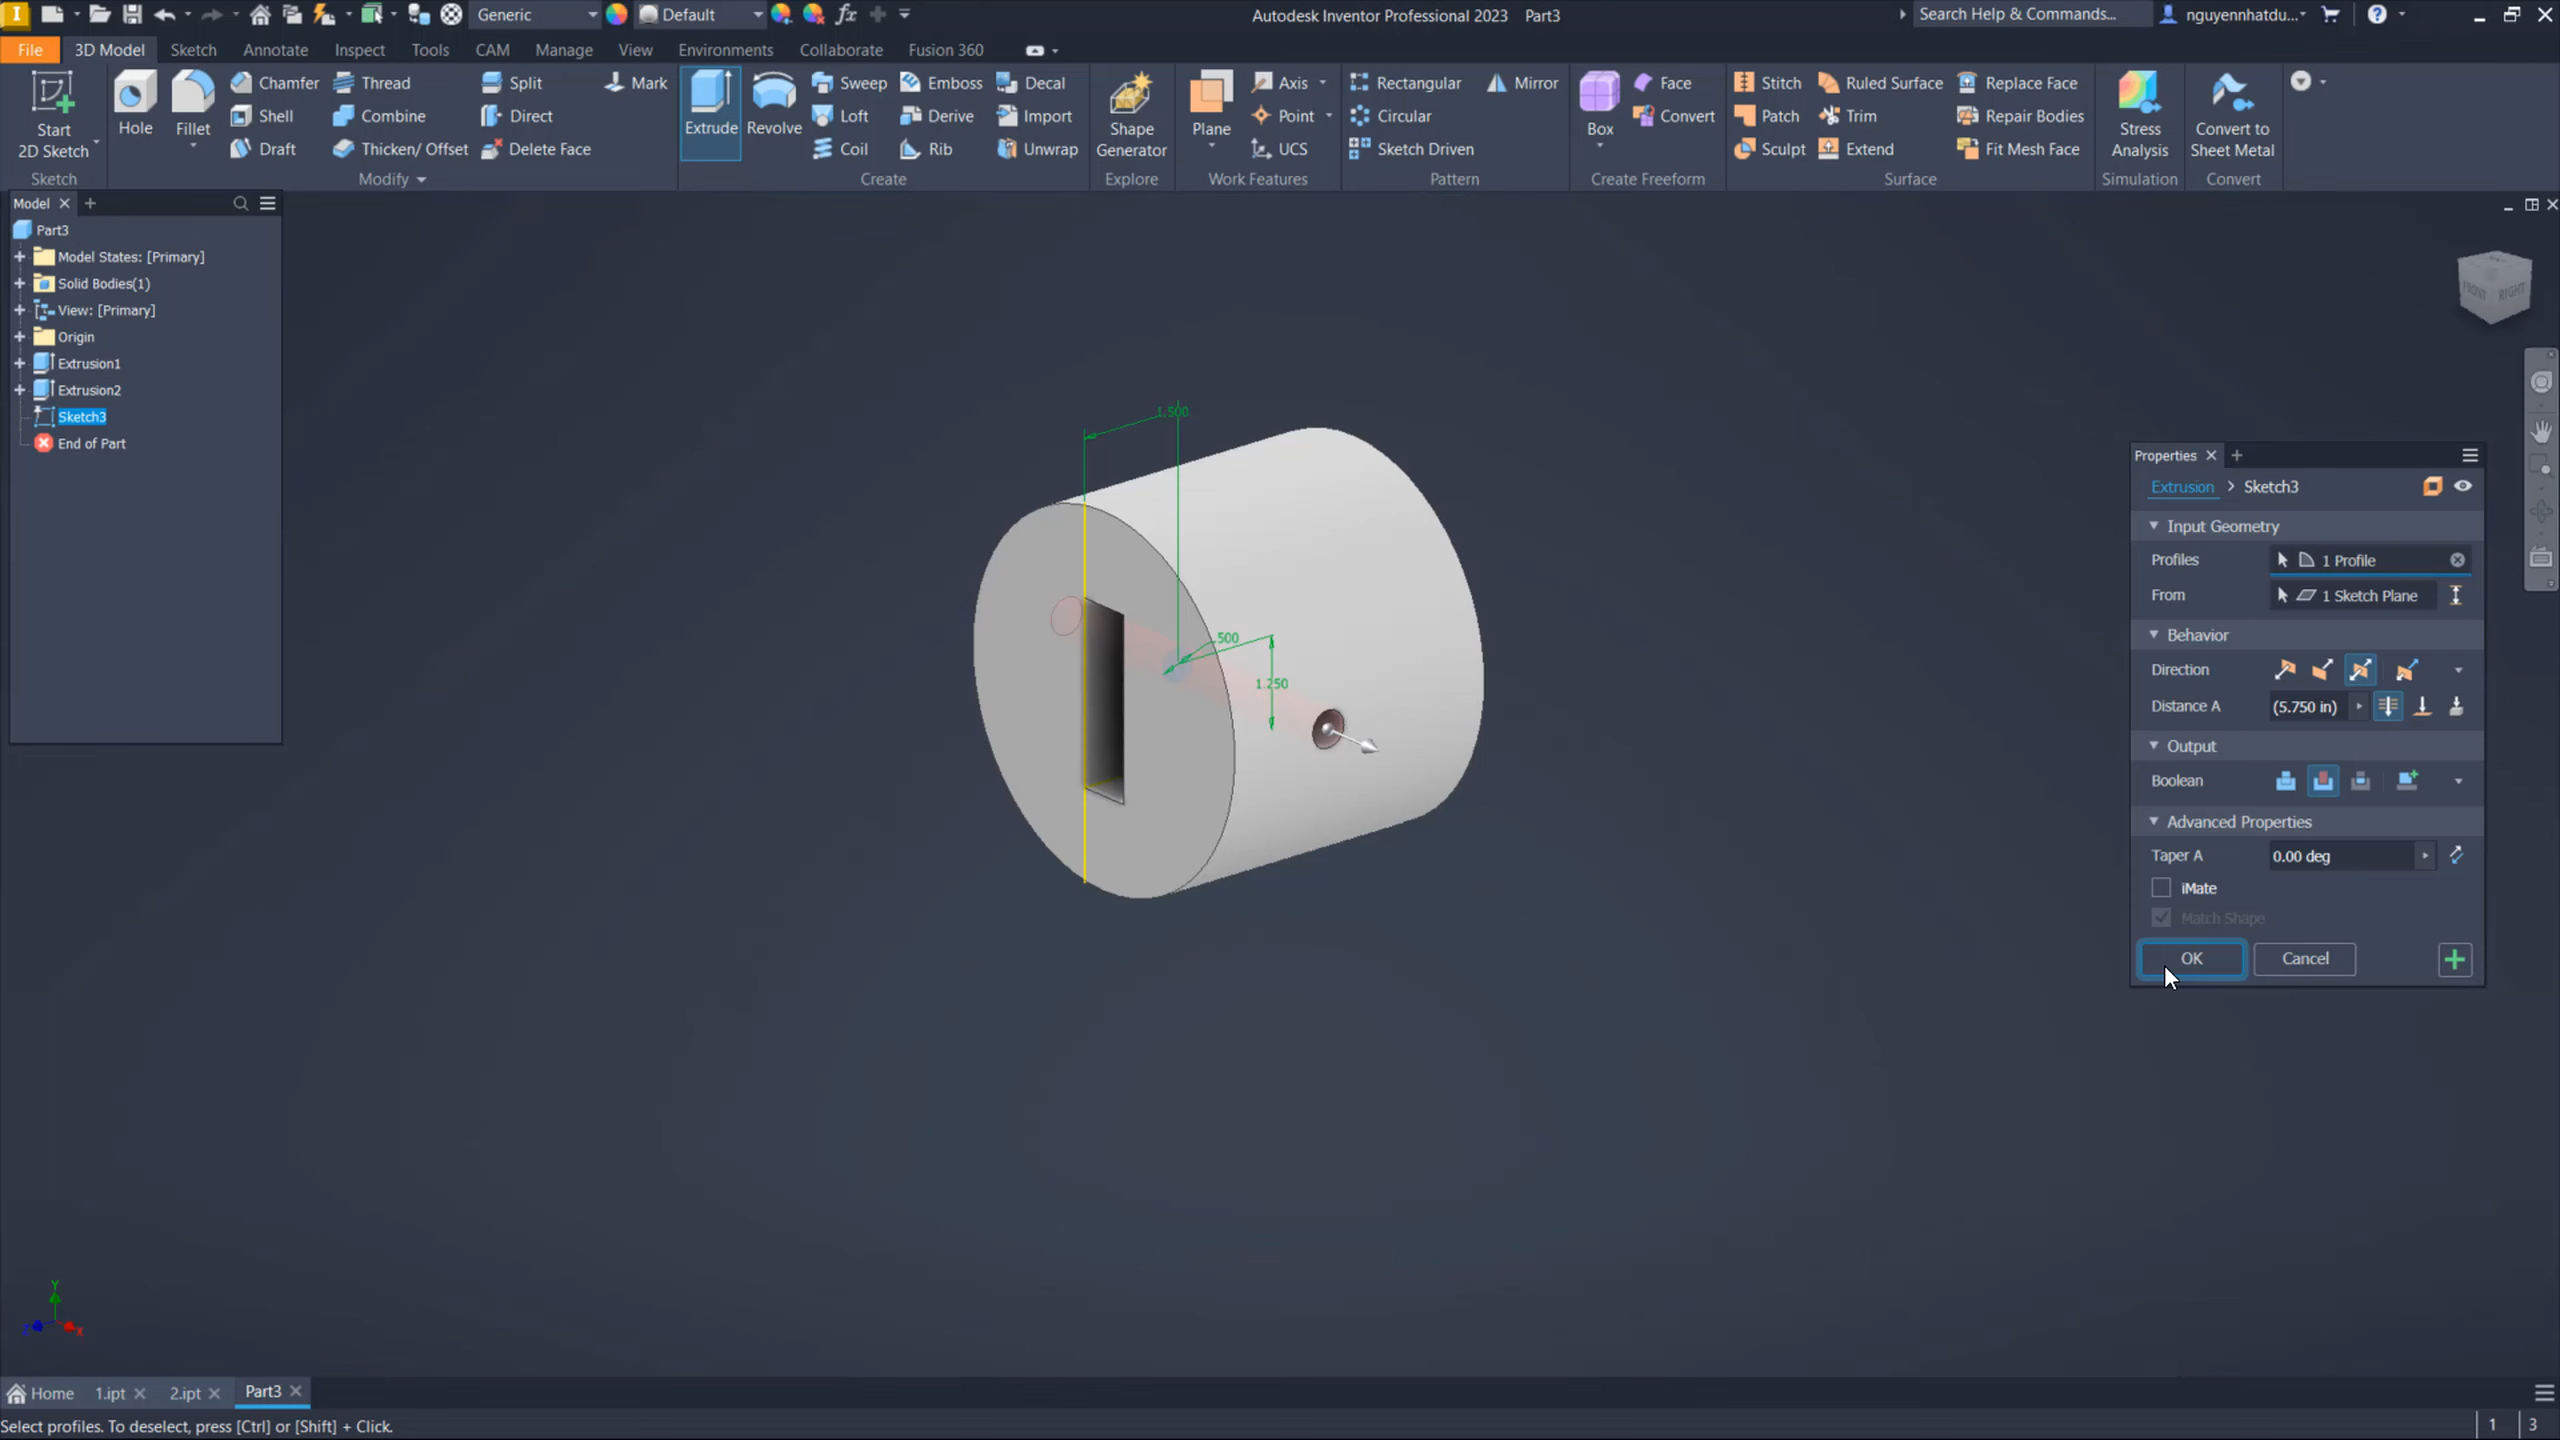 Generic
Default
fx
Autodesk Inventor Professional 2023 Part3
Search Help & Commands...
nguyennhatdu...
File
3D Model
Sketch
Annotate
Inspect
Tools
CAM
Manage
View
Environments
Collaborate
Fusion 360
Start
2D Sketch
Hole
Fillet
Chamfer
Shell
Draft
Thread
Combine
Thicken/ Offset
Split
Direct
Delete Face
Mark
Extrude
Revolve
Sweep
Loft
Coil
Emboss
Derive
Rib
Decal
Import
Unwrap
Shape
Generator
Plane
Axis
Point
UCS
Rectangular
Circular
Sketch Driven
Mirror
Box
Face
Convert
Stitch
Patch
Sculpt
Ruled Surface
Trim
Extend
Replace Face
Repair Bodies
Fit Mesh Face
Stress
Analysis
Convert to
Sheet Metal
Sketch
Modify
Create
Explore
Work Features
Pattern
Create Freeform
Surface
Simulation
Convert
Model
Part3
Model States: [Primary]
Solid Bodies(1)
View: [Primary]
Origin
Extrusion1
Extrusion2
Sketch3
End of Part
1.500
.500
1.250
FRONT
RIGHT
Properties
Extrusion > Sketch3
Input Geometry
Profiles 1 Profile
From 1 Sketch Plane
Behavior
Direction
Distance A (5.750 in)
Output
Boolean
Advanced Properties
Taper A 0.00 deg
iMate
Match Shape
OK
Cancel
Y
Z
X
Home
1.ipt
2.ipt
Part3
Select profiles. To deselect, press [Ctrl] or [Shift] + Click.
1 3